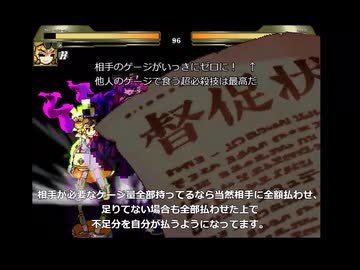 96
相手のゲージがいっきにゼロに! ↑
他人のゲージで食う超必殺技は最高だ
督促状
相手が必要なゲージ量全部持ってるなら当然相手に全額払わせ、
足りてない場合も全部払わせた上で
不足分を自分が払うようになってます。